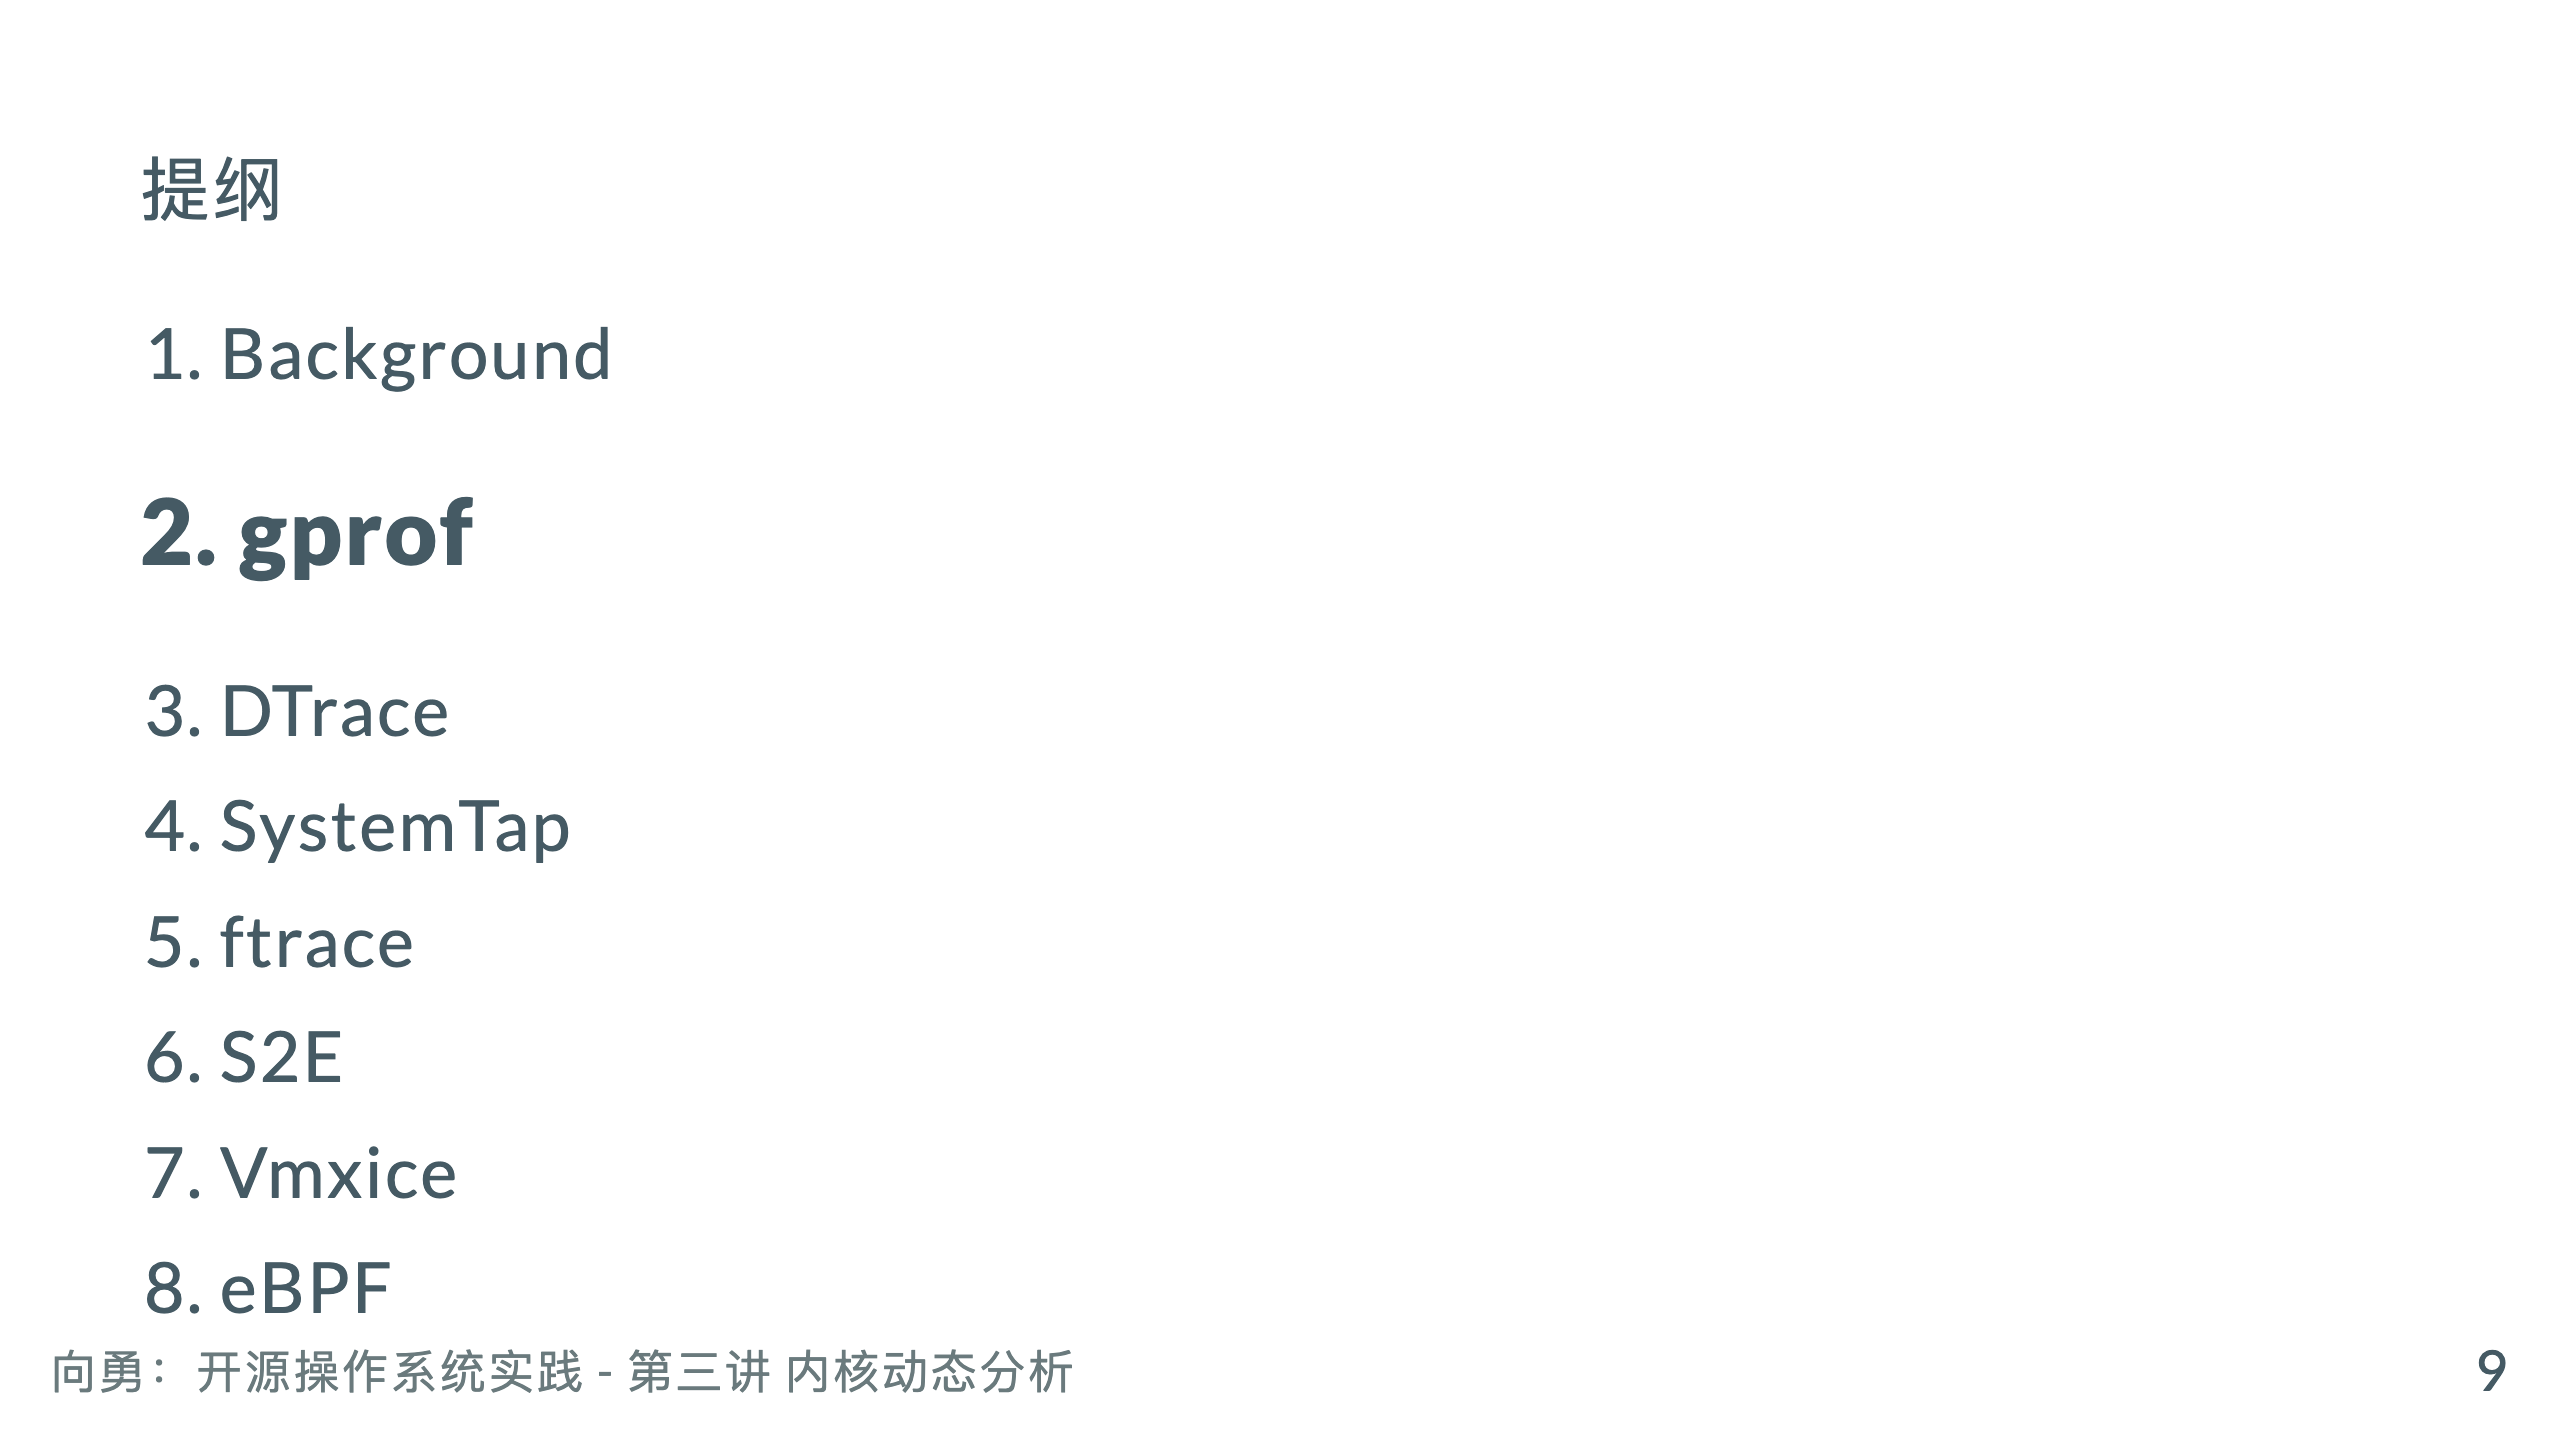 提纲
1. Background
2. gprof
3. DTrace
4. SystemTap
5. ftrace
6. S2E
7. Vmxice
8. eBPF
向勇：开源操作系统实践 - 第三讲 内核动态分析
9